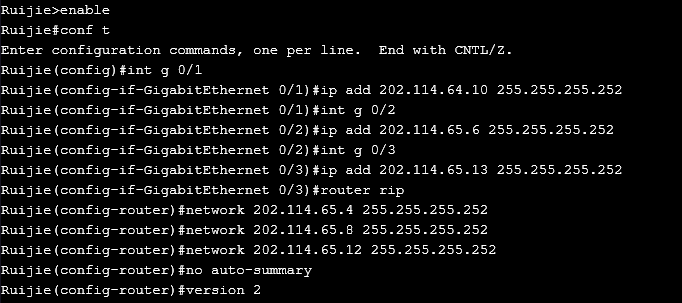 Ruijie>enable
Ruijie#conf t
Enter configuration commands, one per line.  End with CNTL/Z.
Ruijie(config)#int g 0/1
Ruijie(config-if-GigabitEthernet 0/1)#ip add 202.114.64.10 255.255.255.252
Ruijie(config-if-GigabitEthernet 0/1)#int g 0/2
Ruijie(config-if-GigabitEthernet 0/2)#ip add 202.114.65.6 255.255.255.252
Ruijie(config-if-GigabitEthernet 0/2)#int g 0/3
Ruijie(config-if-GigabitEthernet 0/3)#ip add 202.114.65.13 255.255.255.252
Ruijie(config-if-GigabitEthernet 0/3)#router rip
Ruijie(config-router)#network 202.114.65.4 255.255.255.252
Ruijie(config-router)#network 202.114.65.8 255.255.255.252
Ruijie(config-router)#network 202.114.65.12 255.255.255.252
Ruijie(config-router)#no auto-summary
Ruijie(config-router)#version 2